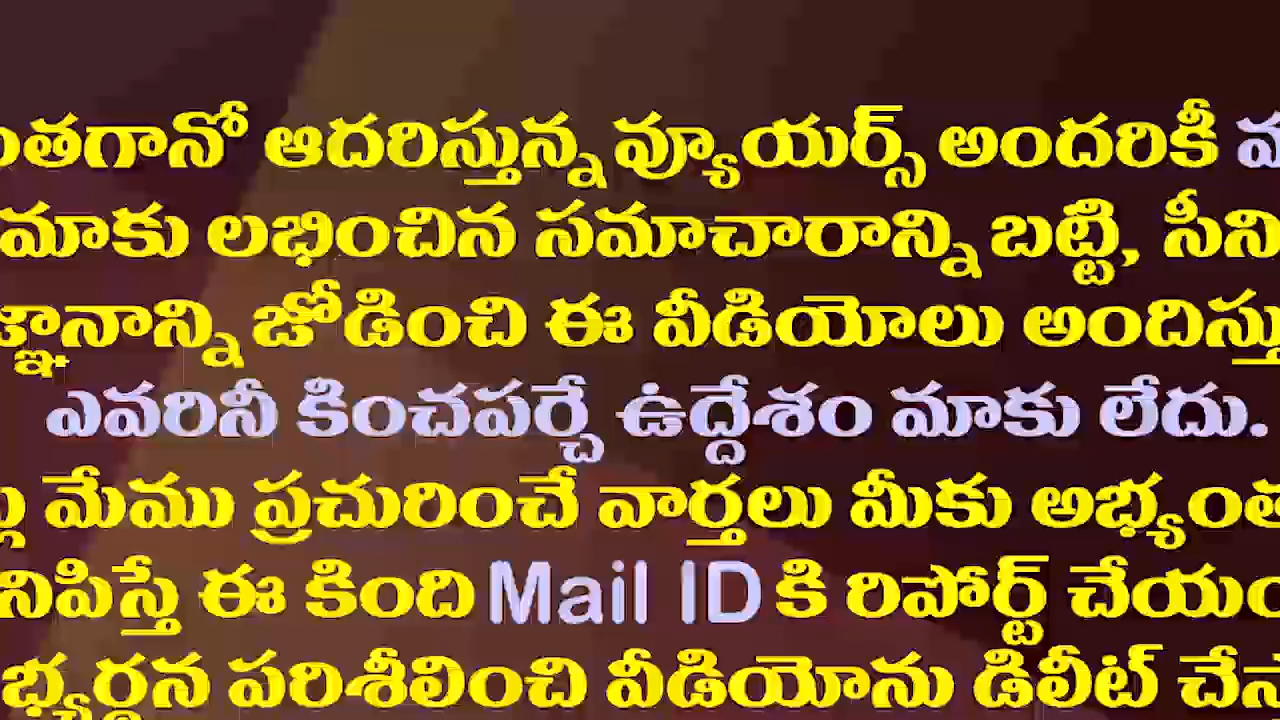 ంతగానో ఆదరిస్తున్న వ్యూయర్స్ అందరికీ
మాకు లభించిన సమాచారాన్ని బట్టి, సీని
జ్ఞానాన్ని జోడించి ఈ వీడియోలు అందిస్తు
ఎవరినీ కించపర్చే ఉద్దేశం మాకు లేదు.
మేము ప్రచురించే వార్తలు మీకు అభ్యంత
నిపిస్తే ఈ కింది Mail ID కి రిపోర్ట్ చేయం
భ్యర్థన పరిశీలించి వీడియోను డిలీట్ చేస